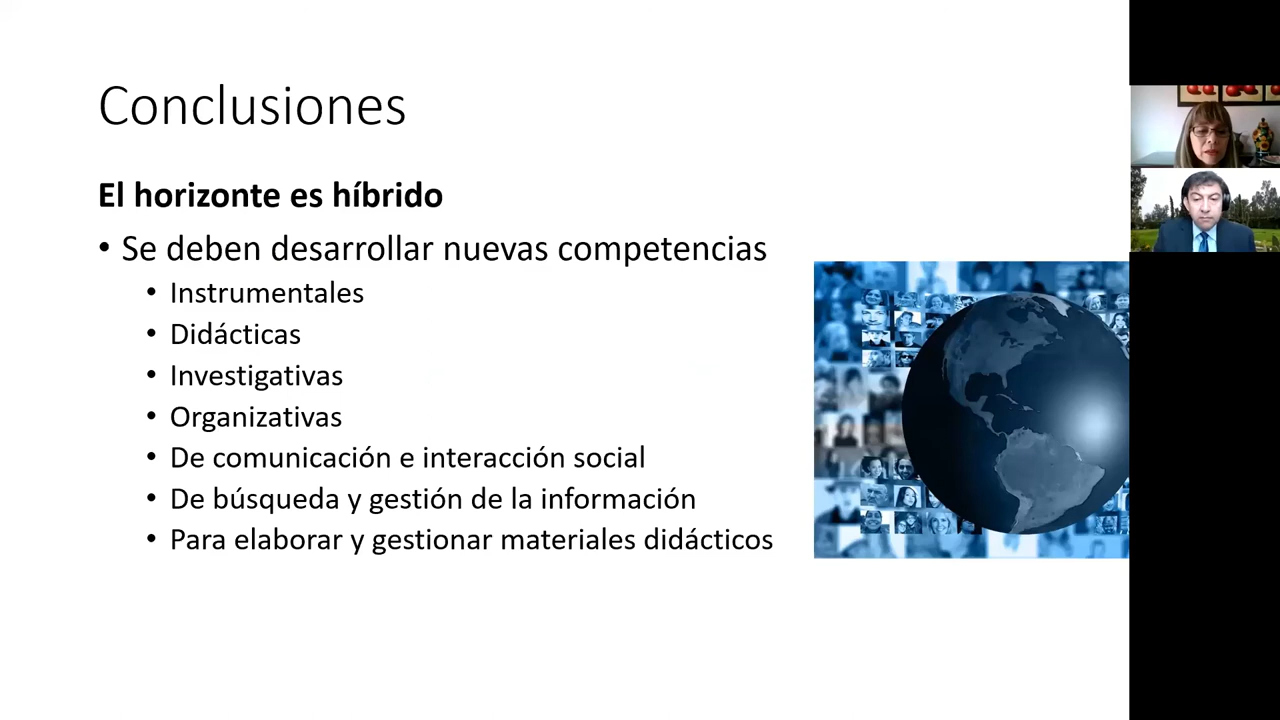 Conclusiones
El horizonte es híbrido
• Se deben desarrollar nuevas competencias
• Instrumentales
• Didácticas
• Investigativas
• Organizativas
• De comunicación e interacción social
• De búsqueda y gestión de la información
• Para elaborar y gestionar materiales didácticos